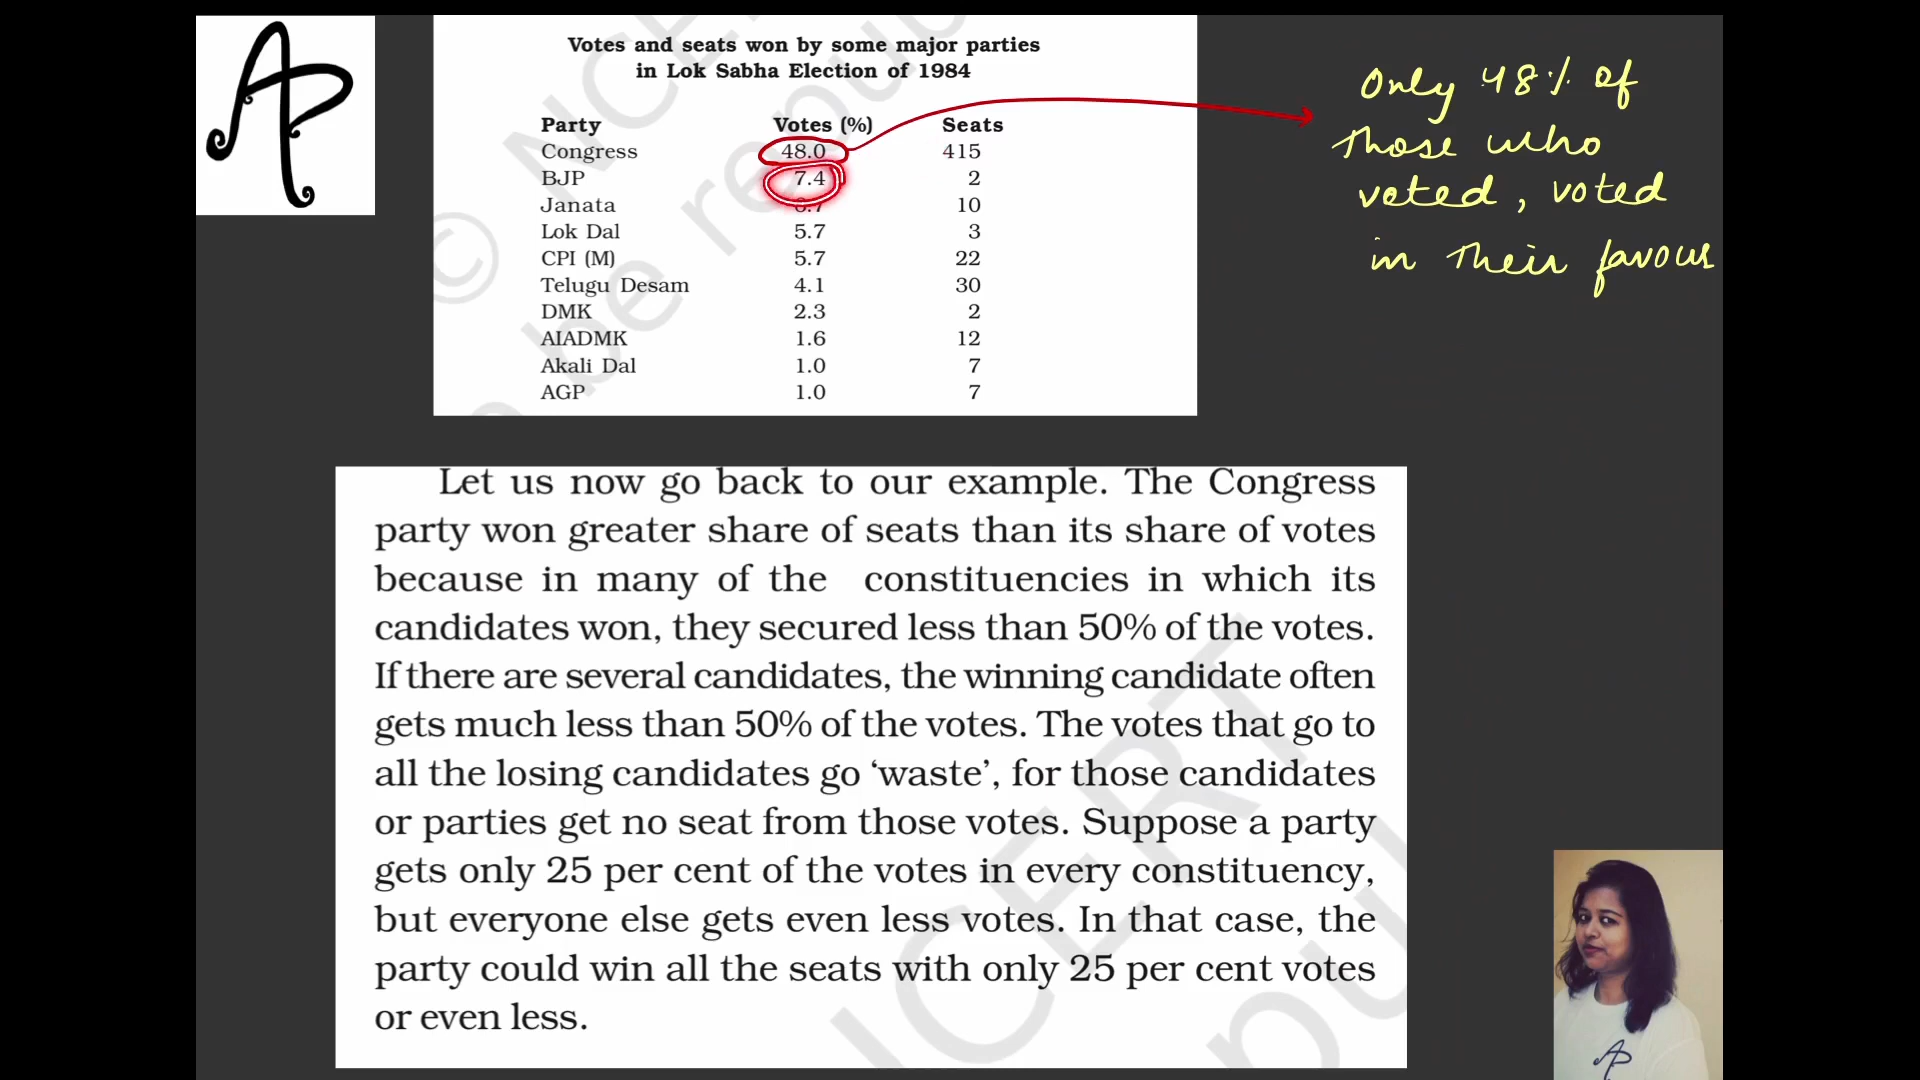 Votes and seats won by some major parties
in Lok Sabha Election of 1984
Party Votes (%) Seats
Congress 48.0 415
BJP 7.4 2
Janata 6.7 10
Lok Dal 5.7 3
CPI (M) 5.7 22
Telugu Desam 4.1 30
DMK 2.3 2
AIADMK 1.6 12
Akali Dal 1.0 7
AGP 1.0 7
Only 48% of
those who
voted, voted
in their favour
Let us now go back to our example. The Congress
party won greater share of seats than its share of votes
because in many of the constituencies in which its
candidates won, they secured less than 50% of the votes.
If there are several candidates, the winning candidate often
gets much less than 50% of the votes. The votes that go to
all the losing candidates go ‘waste’, for those candidates
or parties get no seat from those votes. Suppose a party
gets only 25 per cent of the votes in every constituency,
but everyone else gets even less votes. In that case, the
party could win all the seats with only 25 per cent votes
or even less.
AP
© NCERT
be repu
NCERT
pu
AP